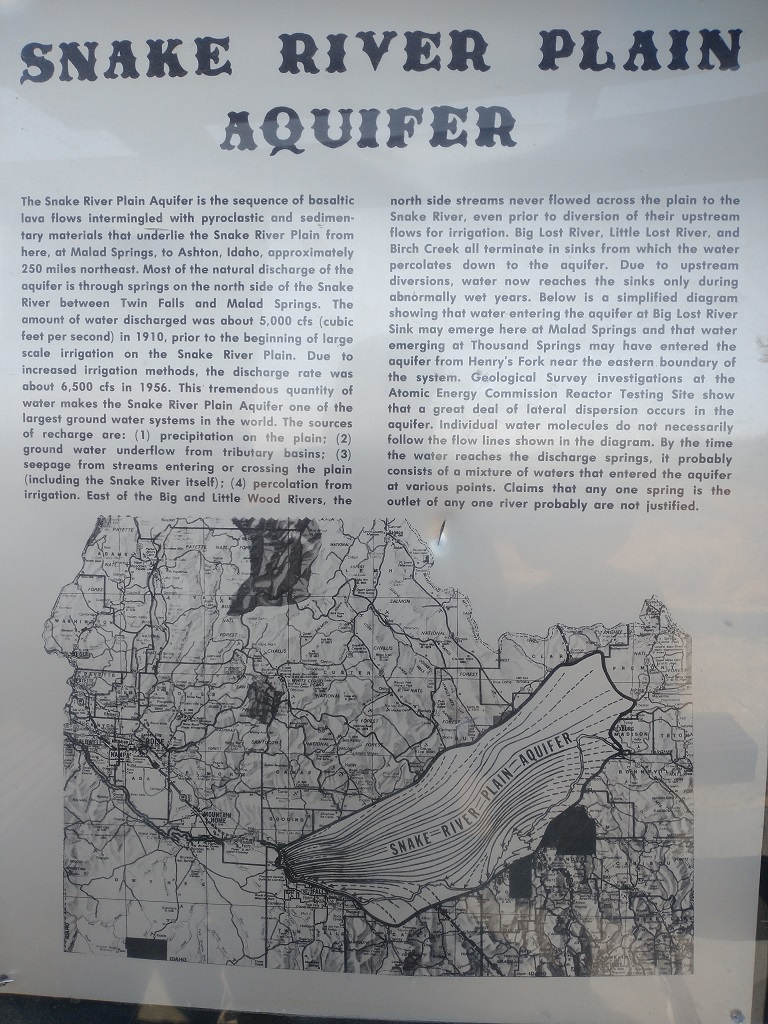 SNAKE RIVER PLAIN
AQUIFER
The Snake River Plain Aquifer is the sequence of basaltic
lava flows intermingled with pyroclastic and sedimen-
tary materials that underlie the Snake River Plain from
here, at Malad Springs, to Ashton, Idaho, approximately
250 miles northeast. Most of the natural discharge of the
aquifer is through springs on the north side of the Snake
River between Twin Falls and Malad Springs. The
amount of water discharged was about 5,000 cfs (cubic
feet per second) in 1910, prior to the beginning of large
scale irrigation on the Snake River Plain. Due to
increased irrigation methods, the discharge rate was
about 6,500 cfs in 1956. This tremendous quantity of
water makes the Snake River Plain Aquifer one of the
largest ground water systems in the world. The sources
of recharge are: (1) precipitation on the plain; (2)
ground water underflow from tributary basins; (3)
seepage from streams entering or crossing the plain
(including the Snake River itself); (4) percolation from
irrigation. East of the Big and Little Wood Rivers, the
north side streams never flowed across the plain to the
Snake River, even prior to diversion of their upstream
flows for irrigation. Big Lost River, Little Lost River, and
Birch Creek all terminate in sinks from which the water
percolates down to the aquifer. Due to upstream
diversions, water now reaches the sinks only during
abnormally wet years. Below is a simplified diagram
showing that water entering the aquifer at Big Lost River
Sink may emerge here at Malad Springs and that water
emerging at Thousand Springs may have entered the
aquifer from Henry's Fork near the eastern boundary of
the system. Geological Survey investigations at the
Atomic Energy Commission Reactor Testing Site show
that a great deal of lateral dispersion occurs in the
aquifer. Individual water molecules do not necessarily
follow the flow lines shown in the diagram. By the time
the water reaches the discharge springs, it probably
consists of a mixture of waters that entered the aquifer
at various points. Claims that any one spring is the
outlet of any one river probably are not justified.
SNAKE RIVER PLAIN AQUIFER
BOISE
NAMPA
ADA
MOUNTAIN
HOME
GOODING
CUSTER
CHALLIS
SALMON
MADISON
IDAHO